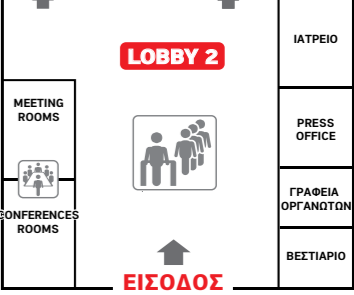 ΙΑΤΡΕΙΟ
LOBBY 2
MEETING
ROOMS
PRESS
OFFICE
ΓΡΑΦΕΙΑ
ΟΡΓΑΝΩΤΩΝ
CONFERENCES
ROOMS
ΒΕΣΤΙΑΡΙΟ
ΕΙΣΟΔΟΣ